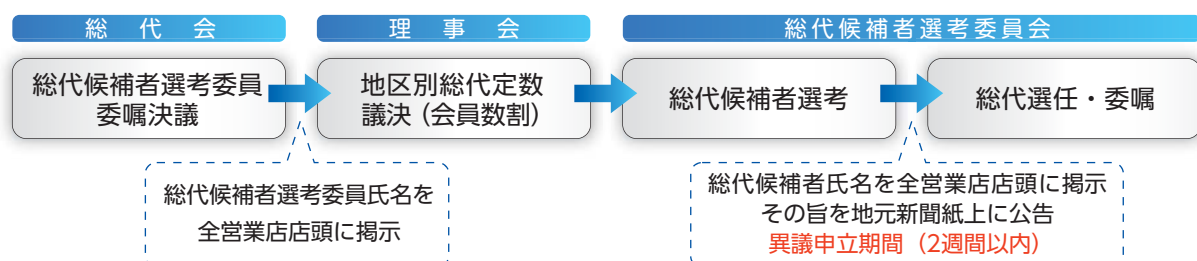 総代会
総代候補者選考委員
委嘱決議
理事会
地区別総代定数
議決（会員数割）
総代候補者選考委員会
総代候補者選考
総代選任・委嘱
総代候補者選考委員氏名を
全営業店店頭に掲示
総代候補者氏名を全営業店店頭に掲示
その旨を地元新聞紙上に公告
異議申立期間（2週間以内）